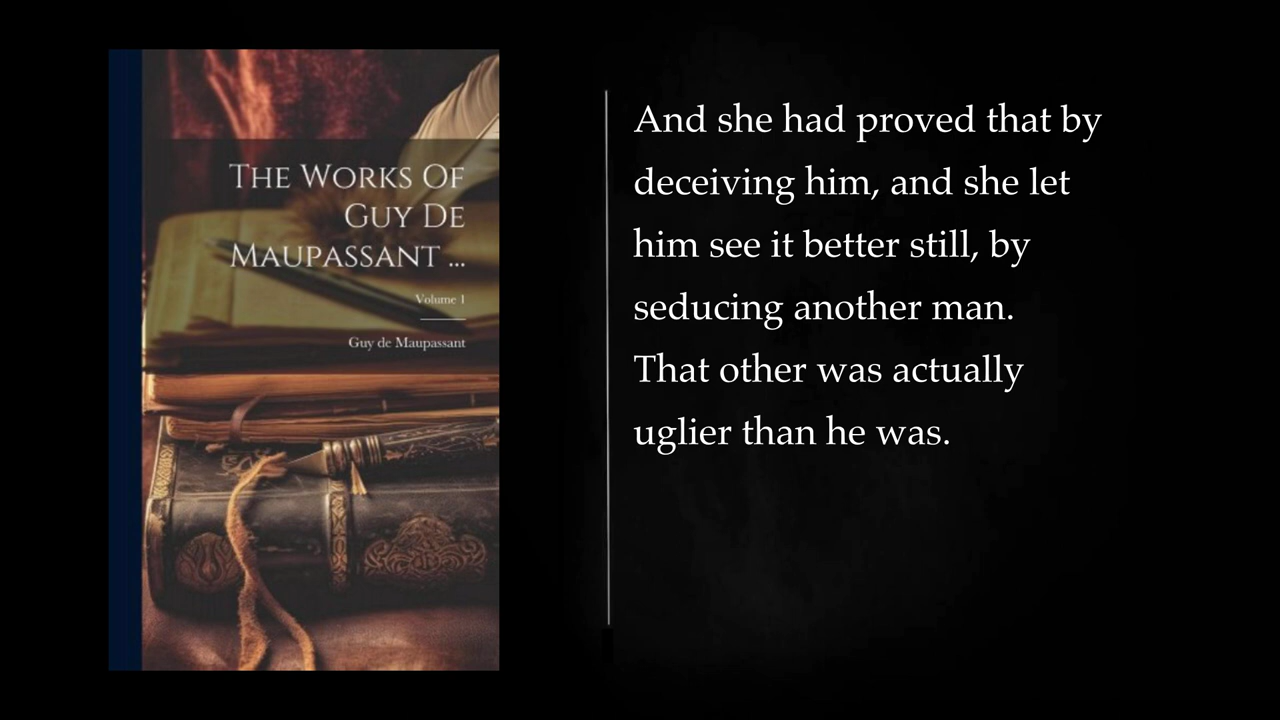 THE WORKS OF
GUY DE
MAUPASSANT ...
Volume 1
Guy de Maupassant
And she had proved that by
deceiving him, and she let
him see it better still, by
seducing another man.
That other was actually
uglier than he was.